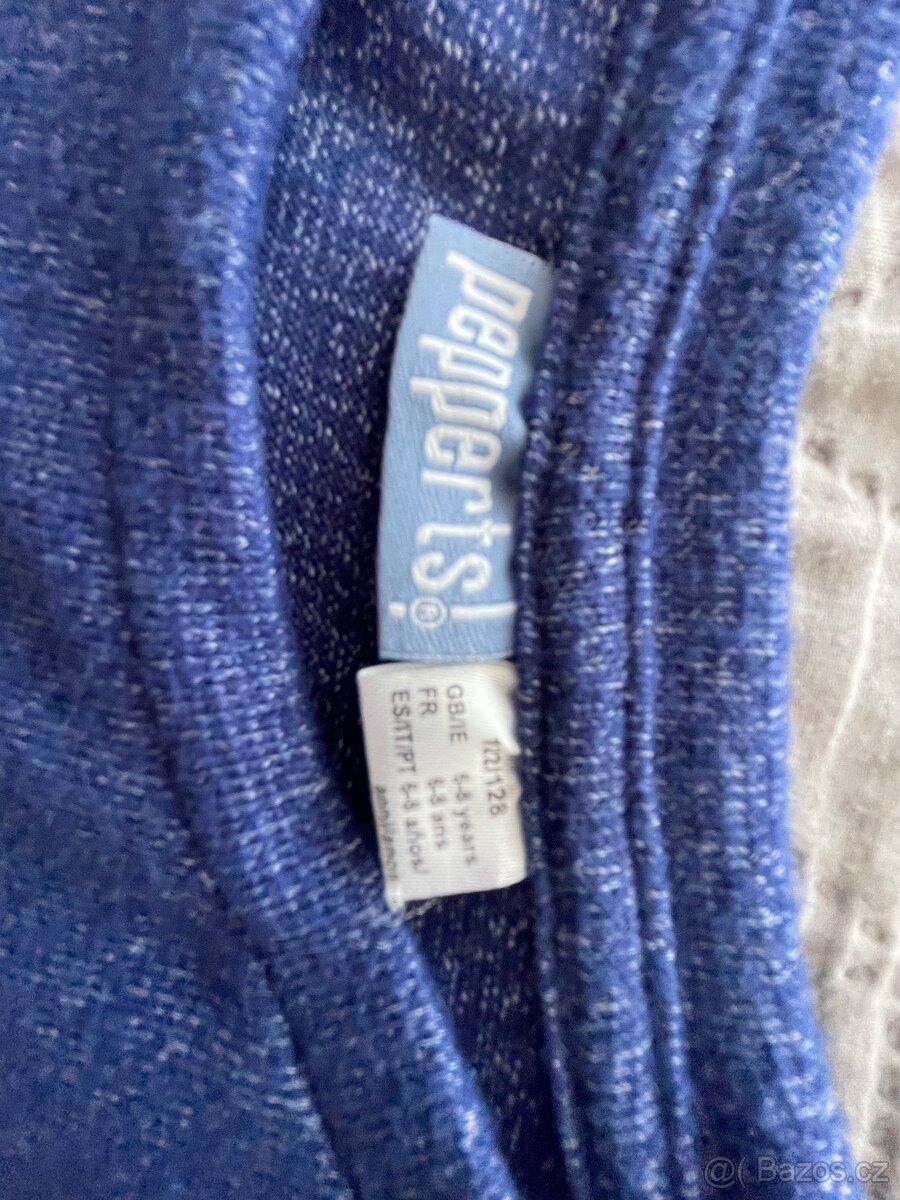 pepperts!®
122/128
GB/IE 6-8 years
FR 6-8 ans
ES/IT/PT 6-8 años/
@( Bazos.cz